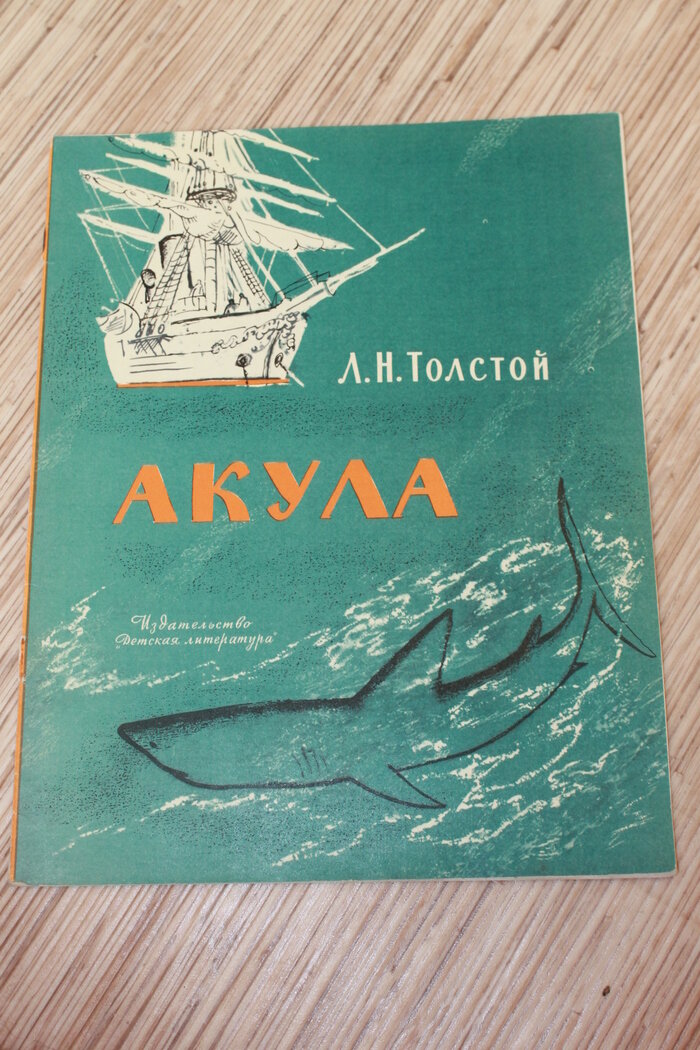 Л.Н.Толстой
АКУЛА
Издательство
Детская литература